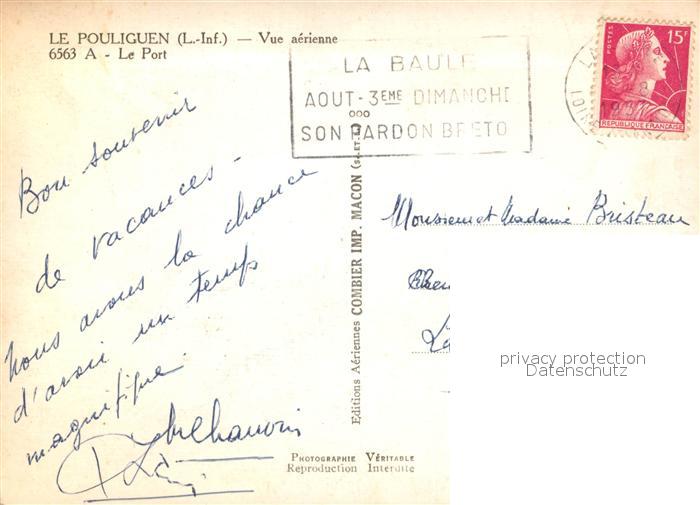 LE POULIGUEN (L.-Inf.) — Vue aérienne
6563 A - Le Port
LA BAULE
AOUT - 3EME DIMANCHE
SON PARDON BRETO
POSTES
15F
REPUBLIQUE FRANÇAISE
Bon souvenir
de vacances -
Nous avons la chance
d'avoir un temps
magnifique.
Editions Aériennes COMBIER IMP. MACON (S.-ET-L.)
Monsieur et Madame Bristeau
privacy protection
Datenschutz
PHOTOGRAPHIE VÉRITABLE
Reproduction Interdite